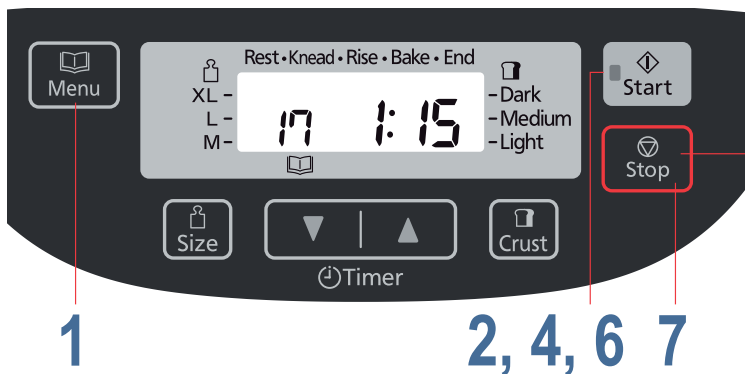 Menu
Rest • Knead • Rise • Bake • End
XL –
L –
M –
17 1:15
– Dark
– Medium
– Light
Start
Stop
Size
Timer
Crust
1
2, 4, 6
7